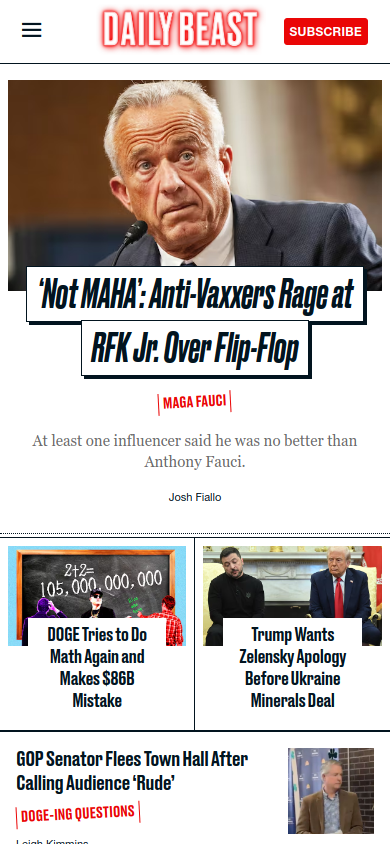 DAILY BEAST
SUBSCRIBE
‘Not MAHA’: Anti-Vaxxers Rage at
RFK Jr. Over Flip-Flop
MAGA FAUCI
At least one influencer said he was no better than
Anthony Fauci.
Josh Fiallo
2+2=
105,000,000,000
DOGE Tries to Do
Math Again and
Makes $86B
Mistake
Trump Wants
Zelensky Apology
Before Ukraine
Minerals Deal
GOP Senator Flees Town Hall After
Calling Audience ‘Rude’
DOGE-ING QUESTIONS
Leigh Kimmins